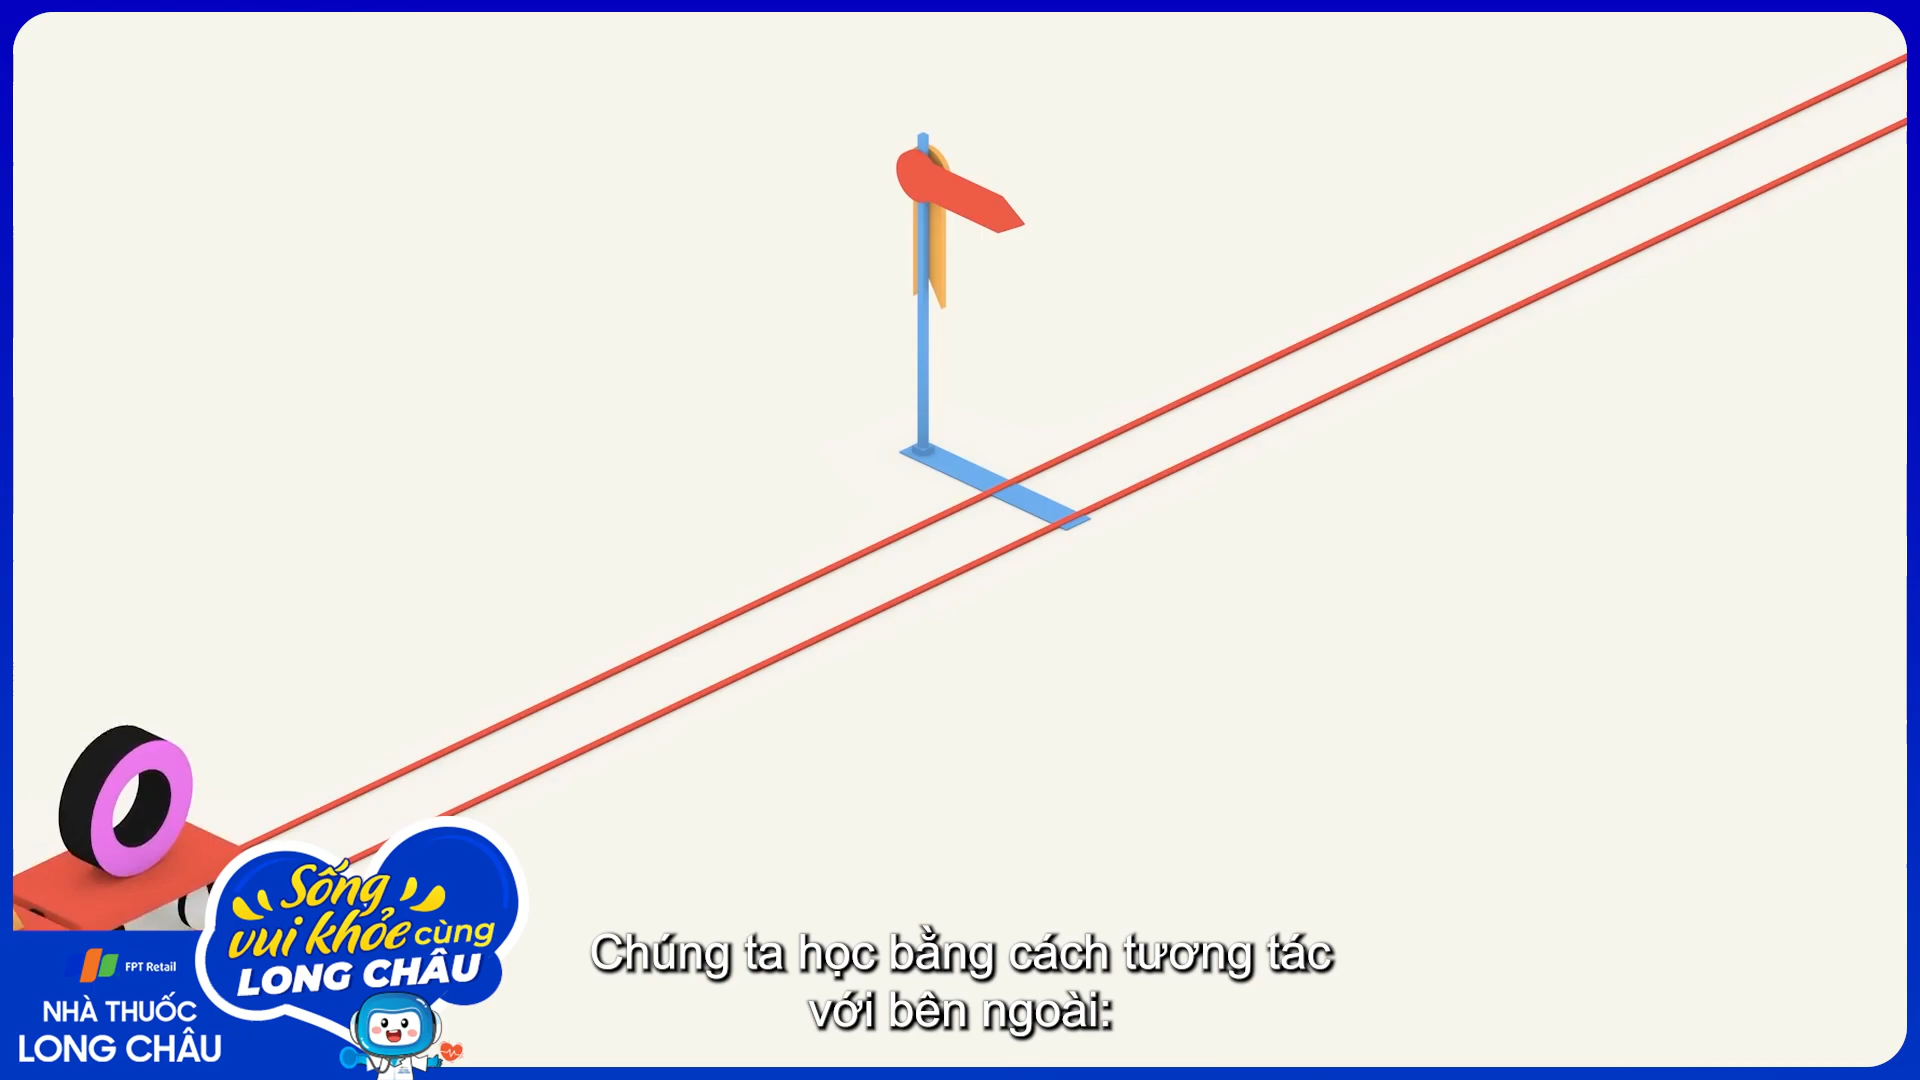 Sống
vui khỏe cùng
LONG CHÂU
FPT Retail
NHÀ THUỐC
LONG CHÂU
Chúng ta học bằng cách tương tác
với bên ngoài: